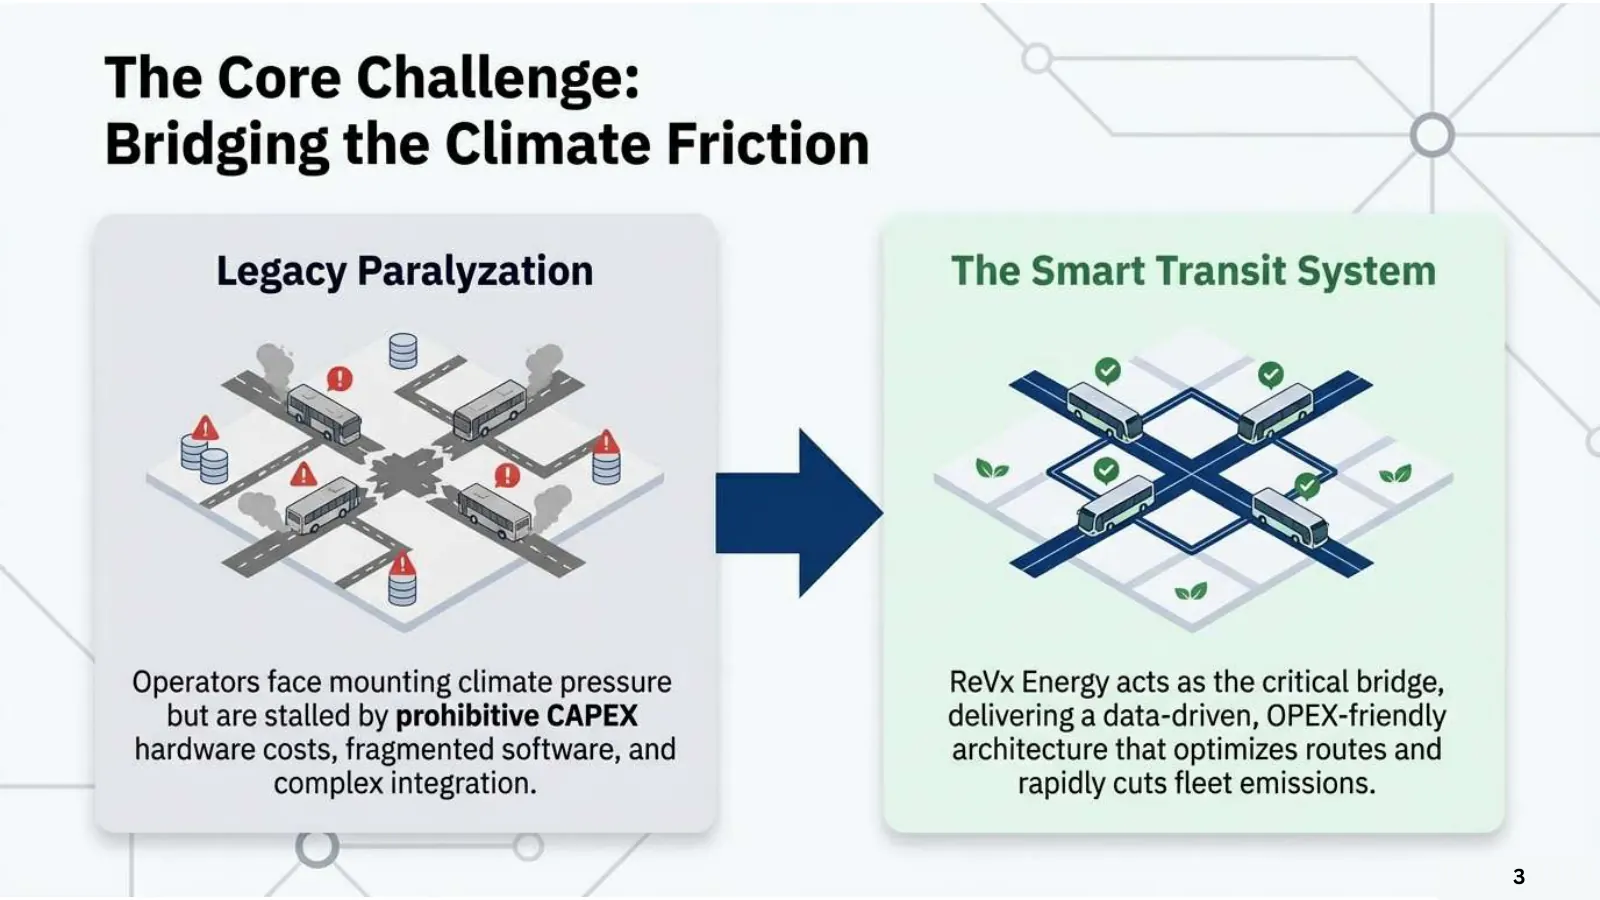 The Core Challenge:
Bridging the Climate Friction
Legacy Paralyzation
Operators face mounting climate pressure
but are stalled by prohibitive CAPEX
hardware costs, fragmented software, and
complex integration.
The Smart Transit System
ReVx Energy acts as the critical bridge,
delivering a data-driven, OPEX-friendly
architecture that optimizes routes and
rapidly cuts fleet emissions.
3